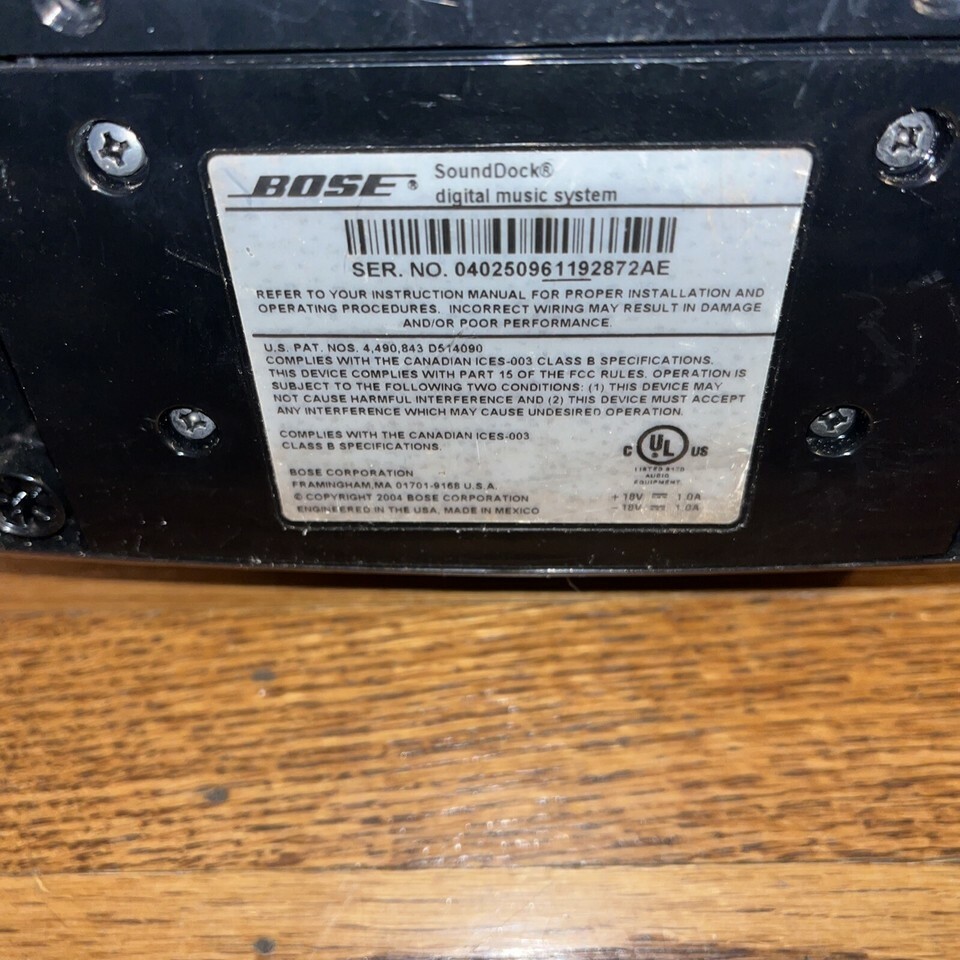 BOSE®
SoundDock®
digital music system
SER. NO. 040250961192872AE
REFER TO YOUR INSTRUCTION MANUAL FOR PROPER INSTALLATION AND
OPERATING PROCEDURES. INCORRECT WIRING MAY RESULT IN DAMAGE
AND/OR POOR PERFORMANCE.
U.S. PAT. NOS. 4,490,843 D514090
COMPLIES WITH THE CANADIAN ICES-003 CLASS B SPECIFICATIONS.
THIS DEVICE COMPLIES WITH PART 15 OF THE FCC RULES. OPERATION IS
SUBJECT TO THE FOLLOWING TWO CONDITIONS: (1) THIS DEVICE MAY
NOT CAUSE HARMFUL INTERFERENCE AND (2) THIS DEVICE MUST ACCEPT
ANY INTERFERENCE WHICH MAY CAUSE UNDESIRED OPERATION.
COMPLIES WITH THE CANADIAN ICES-003
CLASS B SPECIFICATIONS.
C UL US
LISTED
AUDIO
EQUIPMENT
BOSE CORPORATION
FRAMINGHAM, MA 01701-9168 U.S.A.
© COPYRIGHT 2004 BOSE CORPORATION
ENGINEERED IN THE USA, MADE IN MEXICO
+ 18V 1.0A
- 18V 1.0A